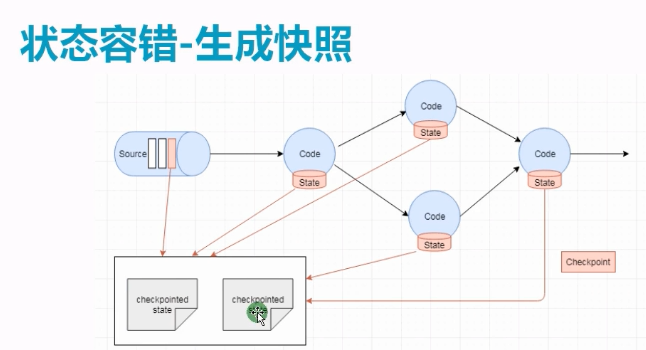 状态容错-生成快照
Code
State
Source
Code
State
Code
State
Code
State
Checkpoint
checkpointed
state
checkpointed